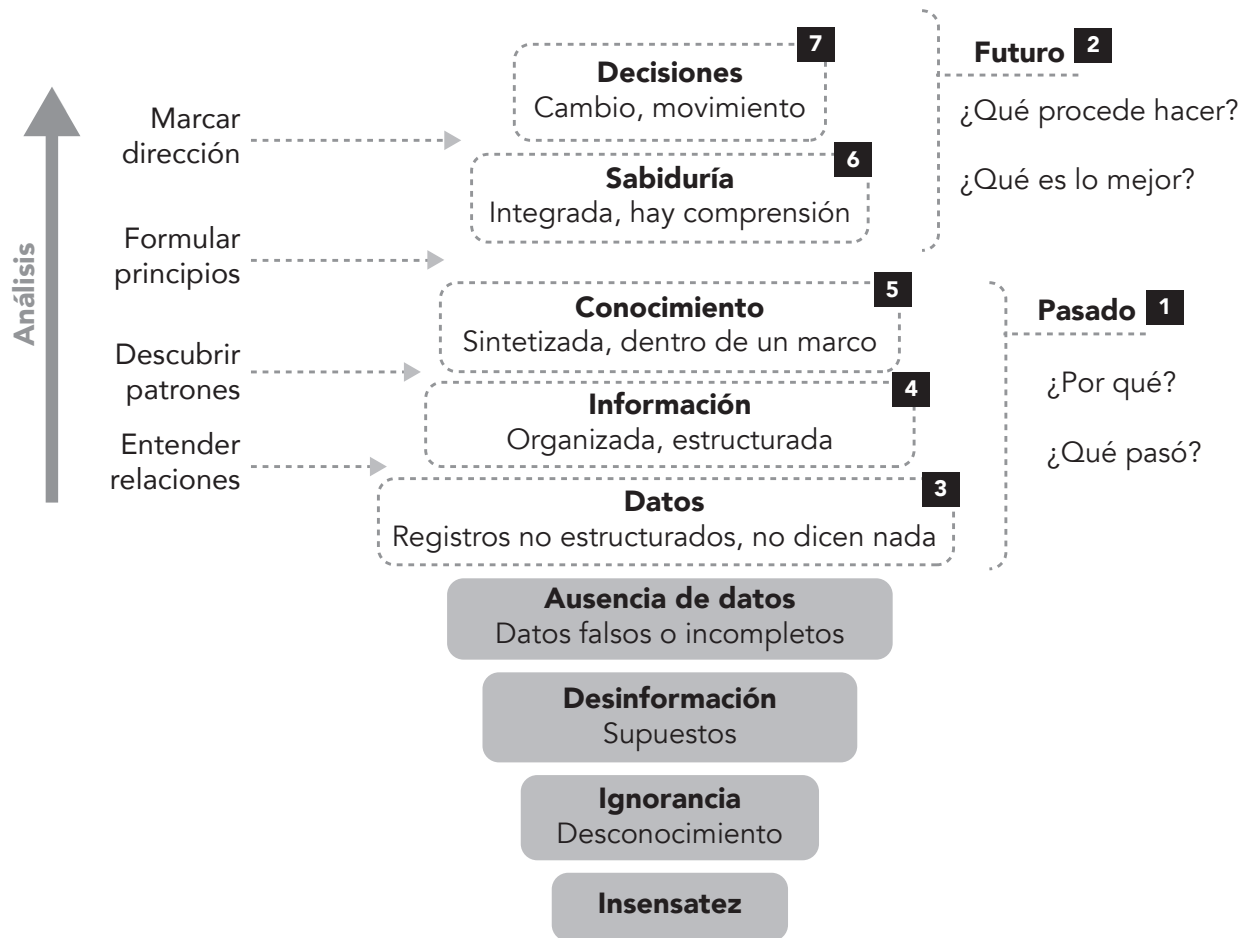 7
Decisiones
Cambio, movimiento
Futuro 2
¿Qué procede hacer?
¿Qué es lo mejor?
Marcar
dirección
6
Sabiduría
Integrada, hay comprensión
Formular
principios
5
Conocimiento
Sintetizada, dentro de un marco
Pasado 1
¿Por qué?
¿Qué pasó?
Descubrir
patrones
4
Información
Organizada, estructurada
Entender
relaciones
3
Datos
Registros no estructurados, no dicen nada
Análisis
Ausencia de datos
Datos falsos o incompletos
Desinformación
Supuestos
Ignorancia
Desconocimiento
Insensatez